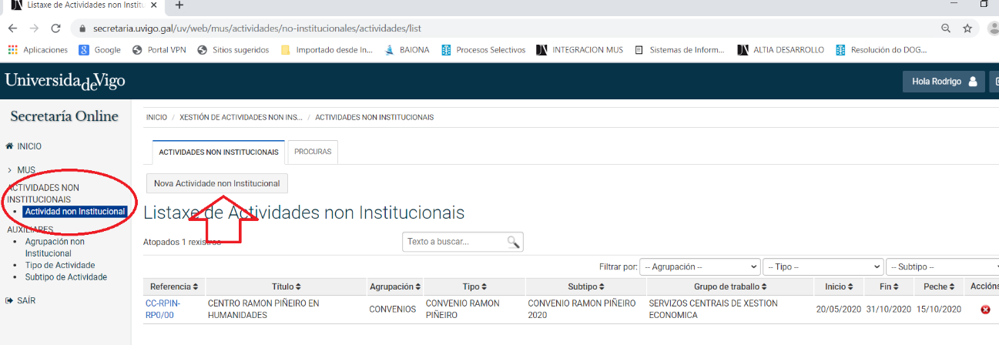 Listaxe de Actividades non Institu
secretaria.uvigo.gal/uv/web/mus/actividades/no-institucionales/actividades/list
Aplicaciones Google Portal VPN Sitios sugeridos Importado desde In... BAIONA Procesos Selectivos INTEGRACION MUS Sistemas de Inform... ALTIA DESARROLLO Resolución do DOG...
UniversidadeVigo
Hola Rodrigo
Secretaría Online
INICIO / XESTIÓN DE ACTIVIDADES NON INS... / ACTIVIDADES NON INSTITUCIONAIS
INICIO
MUS
ACTIVIDADES NON
INSTITUCIONAIS
Actividad non Institucional
AUXILIARES
Agrupación non
Institucional
Tipo de Actividade
Subtipo de Actividade
SAÍR
ACTIVIDADES NON INSTITUCIONAIS PROCURAS
Nova Actividade non Institucional
Listaxe de Actividades non Institucionais
Atopados 1 rexistros
Texto a buscar...
Filtrar por: -- Agrupación -- -- Tipo -- -- Subtipo --
Referencia Título Agrupación Tipo Subtipo Grupo de traballo Inicio Fin Peche Accións
CC-RPIN- CENTRO RAMON PIÑEIRO EN CONVENIOS CONVENIO RAMON CONVENIO RAMON PIÑEIRO SERVIZOS CENTRAIS DE XESTION 20/05/2020 31/10/2020 15/10/2020
RP0/00 HUMANIDADES PIÑEIRO 2020 ECONOMICA